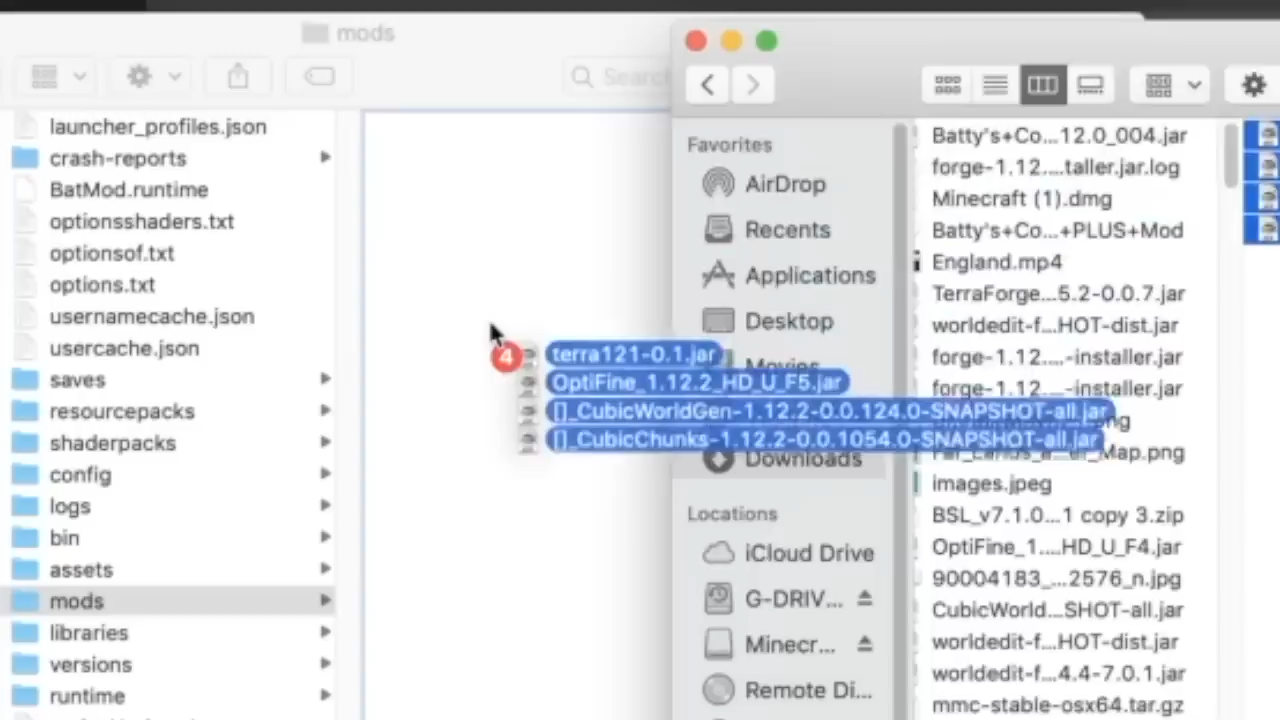 mods
Search
launcher_profiles.json
crash-reports
BatMod.runtime
optionsshaders.txt
optionsof.txt
options.txt
usernamecache.json
usercache.json
saves
resourcepacks
shaderpacks
config
logs
bin
assets
mods
libraries
versions
runtime
4
terra121-0.1.jar
OptiFine_1.12.2_HD_U_F5.jar
[]_CubicWorldGen-1.12.2-0.0.124.0-SNAPSHOT-all.jar
[]_CubicChunks-1.12.2-0.0.1054.0-SNAPSHOT-all.jar
Favorites
AirDrop
Recents
Applications
Desktop
Movies
Downloads
Locations
iCloud Drive
G-DRIV...
Minecr...
Remote Di...
Batty's+Co...12.0_004.jar
forge-1.12....taller.jar.log
Minecraft (1).dmg
Batty's+Co...+PLUS+Mod
England.mp4
TerraForge...5.2-0.0.7.jar
worldedit-f...HOT-dist.jar
forge-1.12....-installer.jar
forge-1.12....-installer.jar
Map.png
images.jpeg
BSL_v7.1.0...1 copy 3.zip
OptiFine_1....HD_U_F4.jar
90004183_...2576_n.jpg
CubicWorld...SHOT-all.jar
worldedit-f...HOT-dist.jar
worldedit-f...4.4-7.0.1.jar
mmc-stable-osx64.tar.gz